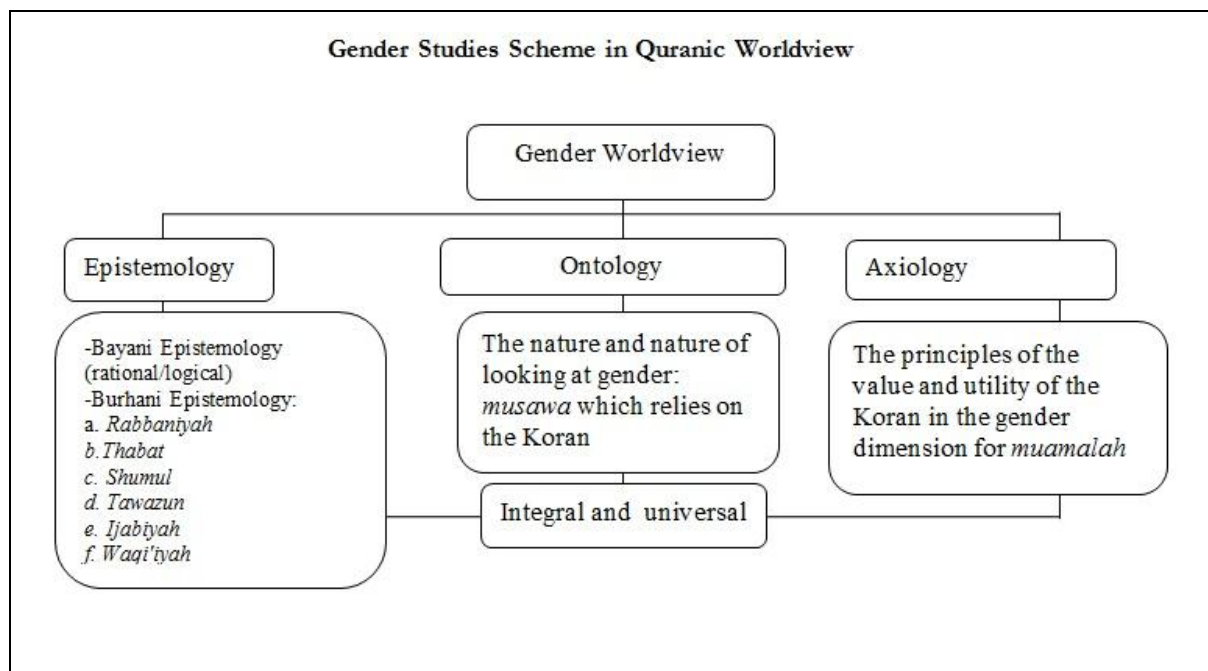 Gender Studies Scheme in Quranic Worldview
Gender Worldview
Epistemology
Ontology
Axiology
-Bayani Epistemology
(rational/logical)
-Burhani Epistemology:
a. Rabbaniyah
b.Thabat
c. Shumul
d. Tawazun
e. Ijabiyah
f. Waqi'iyah
The nature and nature of
looking at gender:
musawa which relies on
the Koran
The principles of the
value and utility of the
Koran in the gender
dimension for muamalah
Integral and universal